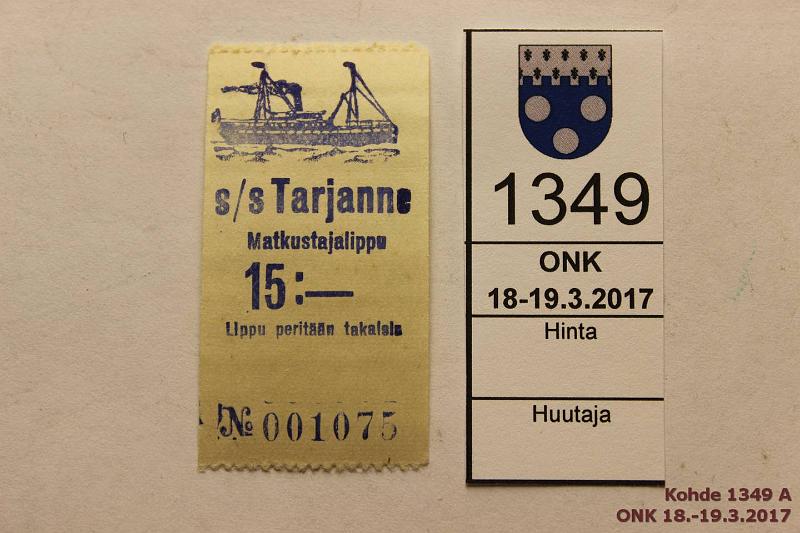 s/s Tarjanne
Matkustajalippu
15:—
Lippu peritään takaisin
№ 001075
1349
ONK
18-19.3.2017
Hinta
Huutaja
Kohde 1349 A
ONK 18.-19.3.2017